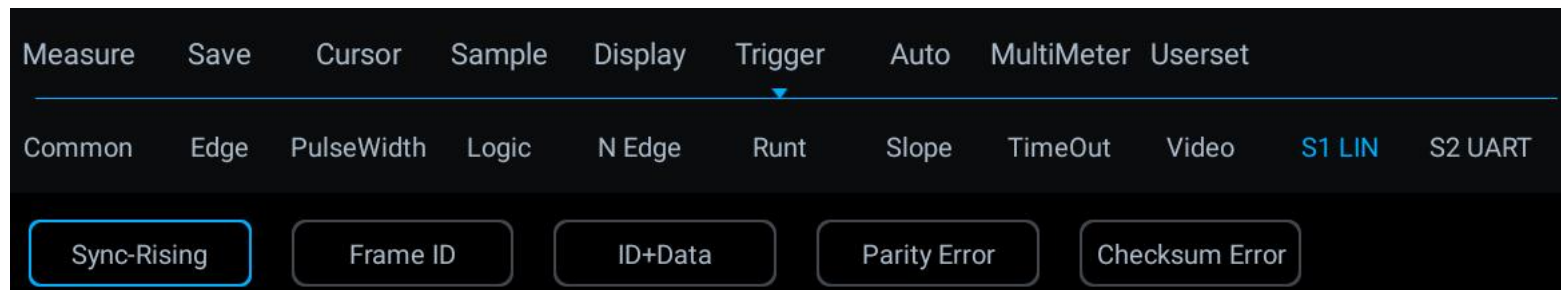 Measure Save Cursor Sample Display Trigger Auto MultiMeter Userset
Common Edge PulseWidth Logic N Edge Runt Slope TimeOut Video S1 LIN S2 UART
Sync-Rising Frame ID ID+Data Parity Error Checksum Error